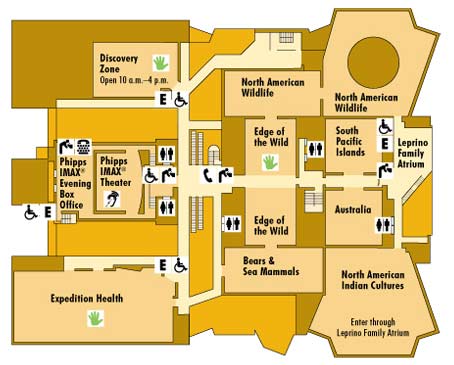 Discovery
Zone
Open 10 a.m.–4 p.m.
E
North American
Wildlife
North American
Wildlife
Edge of
the Wild
South
Pacific
Islands
E
Leprino
Family
Atrium
Phipps
IMAX®
Evening
Box
Office
Phipps
IMAX®
Theater
E
Edge of
the Wild
Australia
Bears &
Sea Mammals
E
North American
Indian Cultures
Enter through
Leprino Family Atrium
Expedition Health